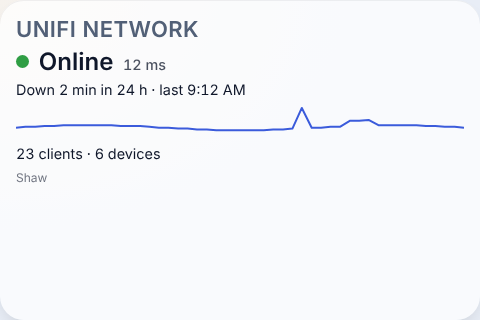 UNIFI NETWORK
Online 12 ms
Down 2 min in 24 h · last 9:12 AM
23 clients · 6 devices
Shaw